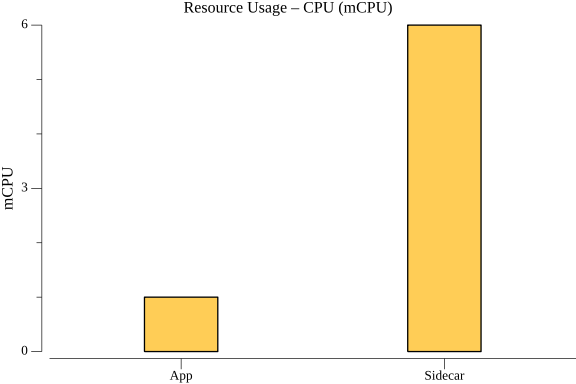 Resource Usage – CPU (mCPU)
mCPU
6
3
0
App
Sidecar